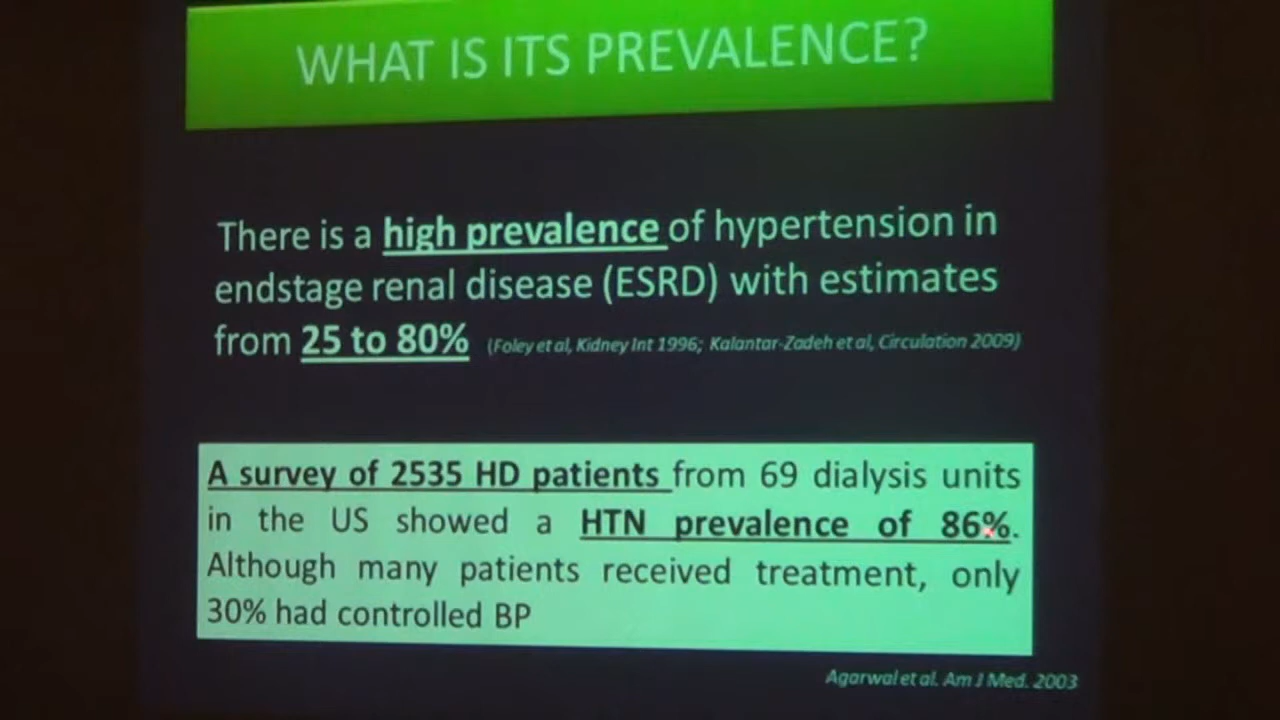 WHAT IS ITS PREVALENCE?
There is a high prevalence of hypertension in
endstage renal disease (ESRD) with estimates
from 25 to 80% (Foley et al, Kidney Int 1996; Kalantar-Zadeh et al, Circulation 2009)
A survey of 2535 HD patients from 69 dialysis units
in the US showed a HTN prevalence of 86%.
Although many patients received treatment, only
30% had controlled BP
Agarwal et al. Am J Med. 2003